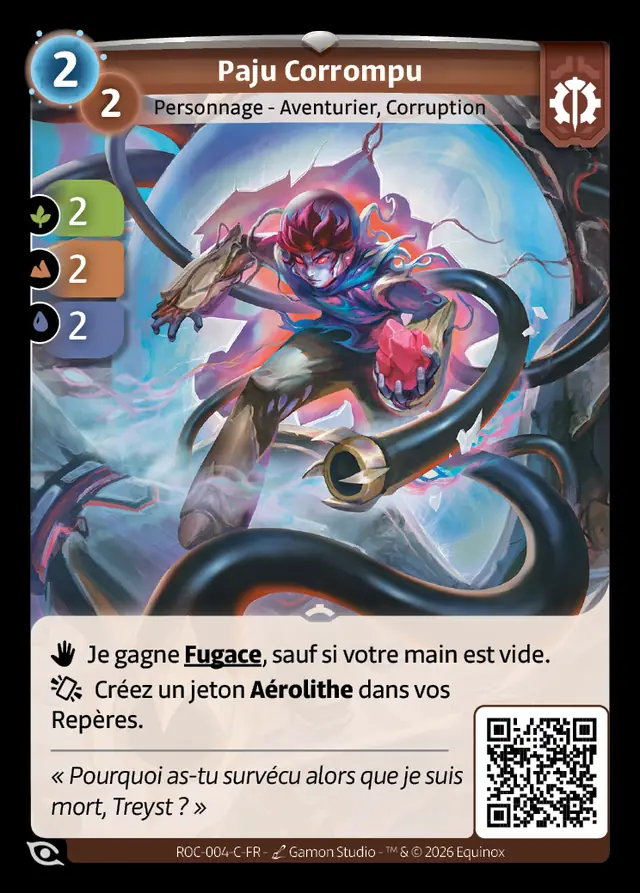 2
Paju Corrompu
2
Personnage - Aventurier, Corruption
2
2
2
Je gagne Fugace, sauf si votre main est vide.
Créez un jeton Aérolithe dans vos
Repères.
« Pourquoi as-tu survécu alors que je suis
mort, Treyst ? »
ROC-004-C-FR - Gamon Studio - ™ & © 2026 Equinox